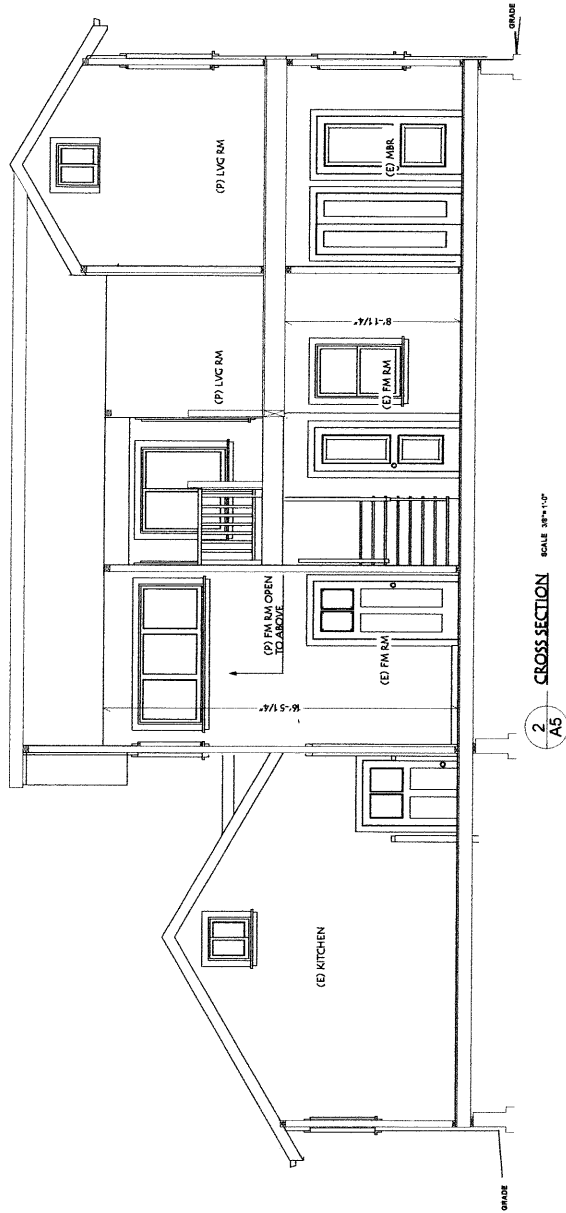 (P) LVG RM
(P) LVG RM
(P) FM RM OPEN
TO ABOVE
16'-5 1/4"
8'-1 1/4"
(E) KITCHEN
(E) FM RM
(E) FM RM
(E) MBR
GRADE
GRADE
2
A5
CROSS SECTION
SCALE 3/8"=1'-0"